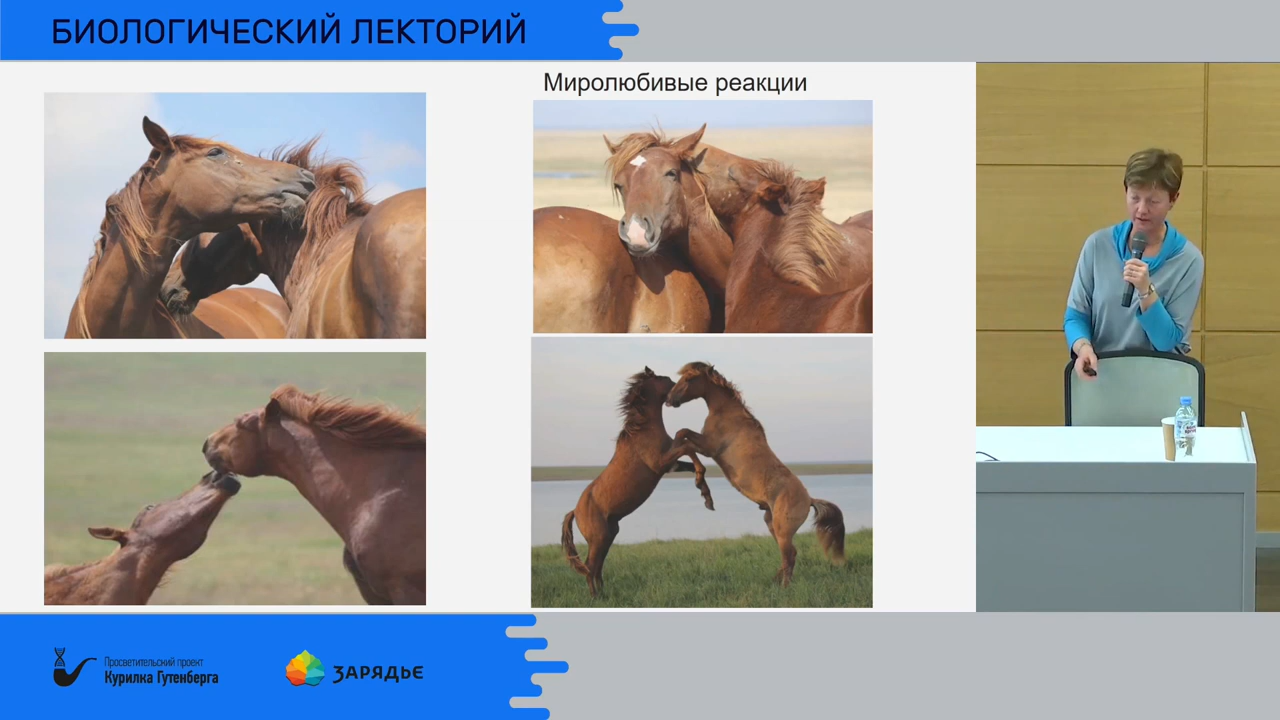 БИОЛОГИЧЕСКИЙ ЛЕКТОРИЙ
Миролюбивые реакции
Просветительский проект
Курилка Гутенберга
ЗАРЯДЬЕ